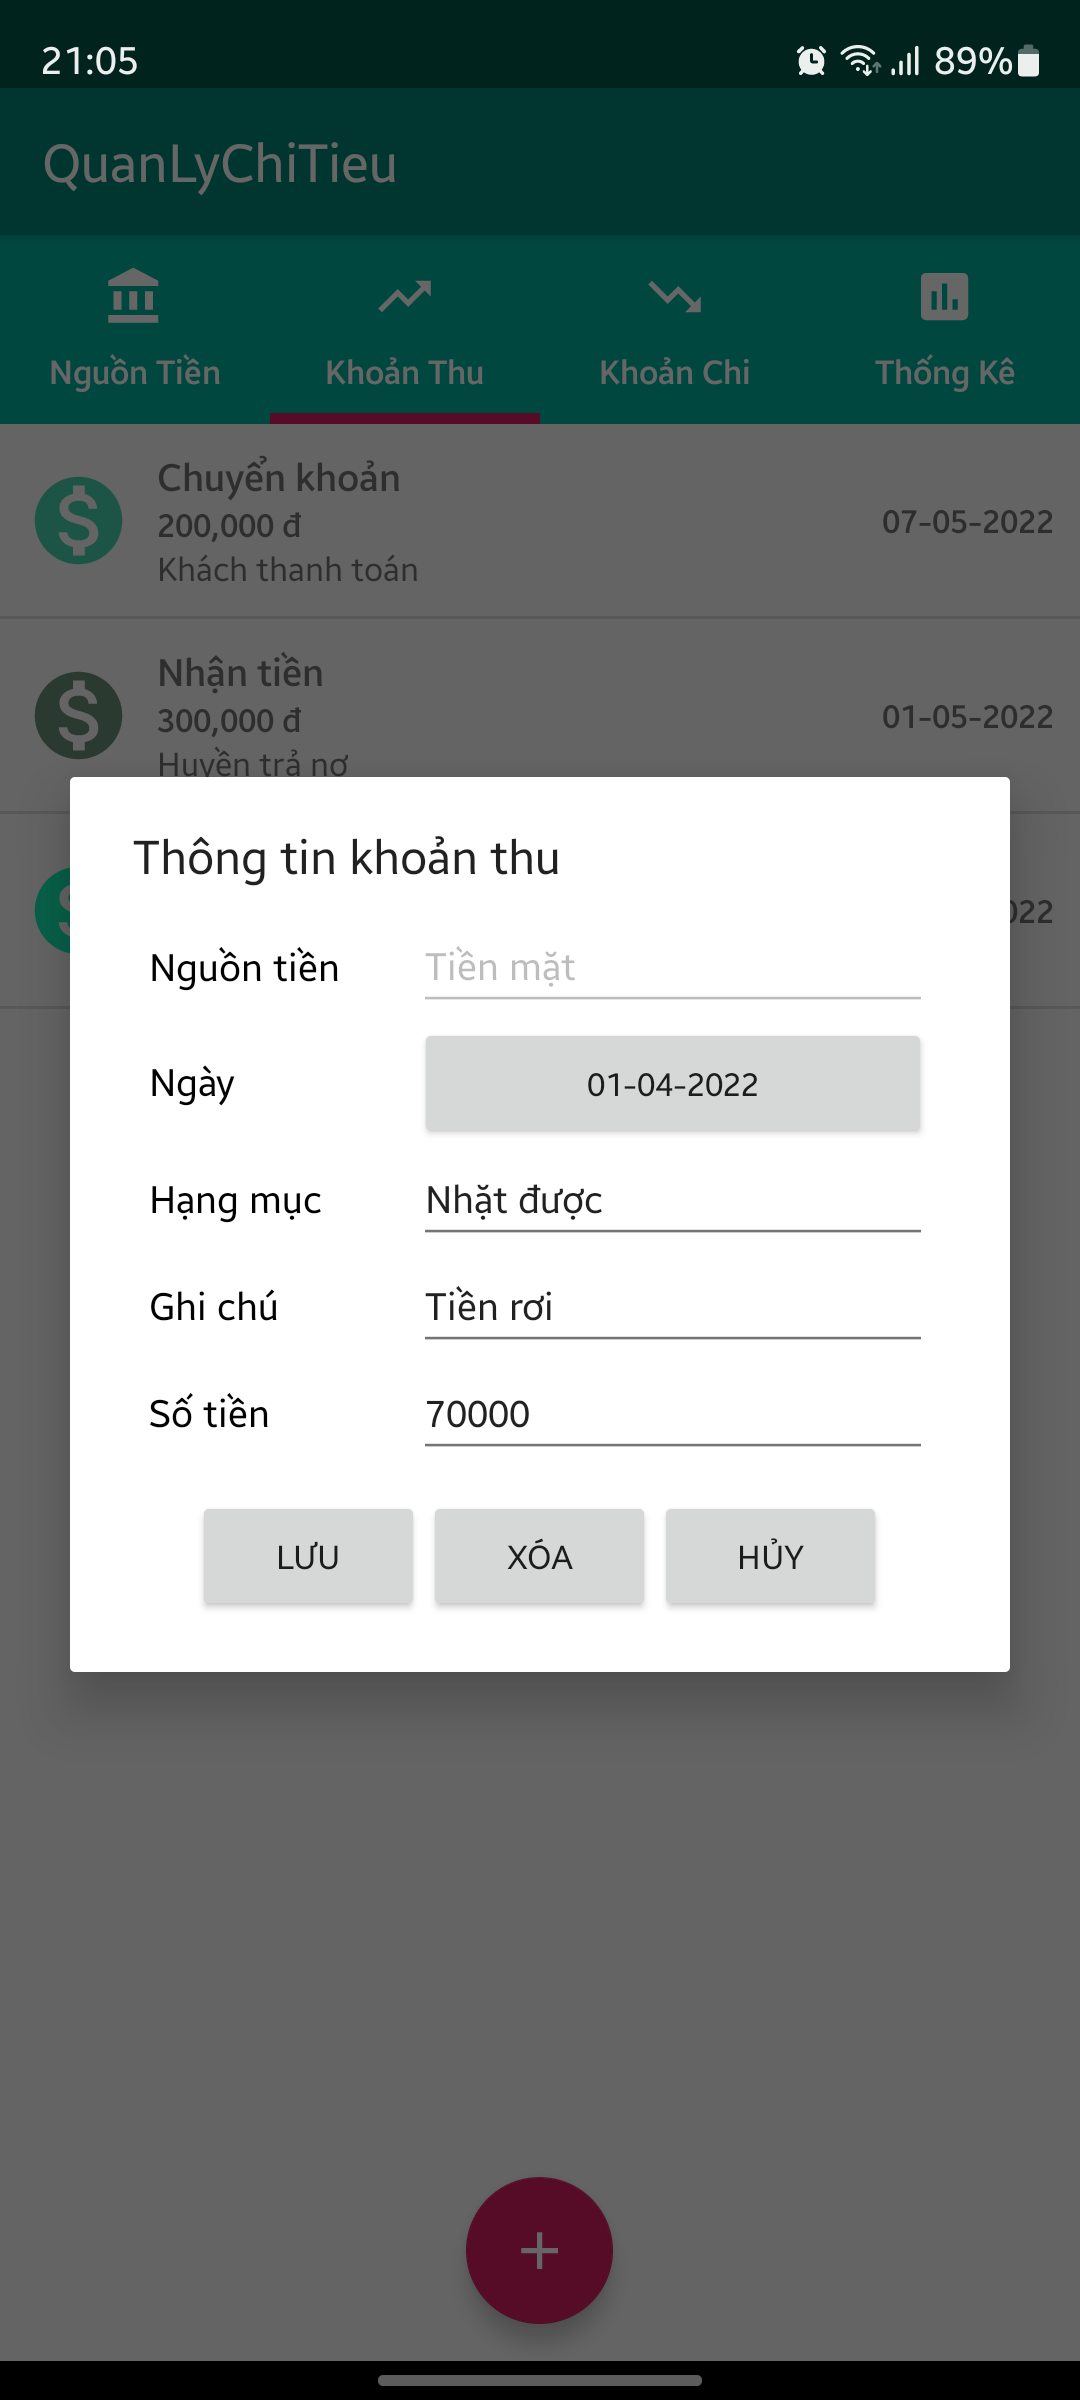 21:05 89%
QuanLyChiTieu
Nguồn Tiền Khoản Thu Khoản Chi Thống Kê
Chuyển khoản
200,000 đ 07-05-2022
Khách thanh toán
Nhận tiền
300,000 đ 01-05-2022
Huyền trả nợ
Thông tin khoản thu
Nguồn tiền Tiền mặt
Ngày 01-04-2022
Hạng mục Nhặt được
Ghi chú Tiền rơi
Số tiền 70000
LƯU XÓA HỦY